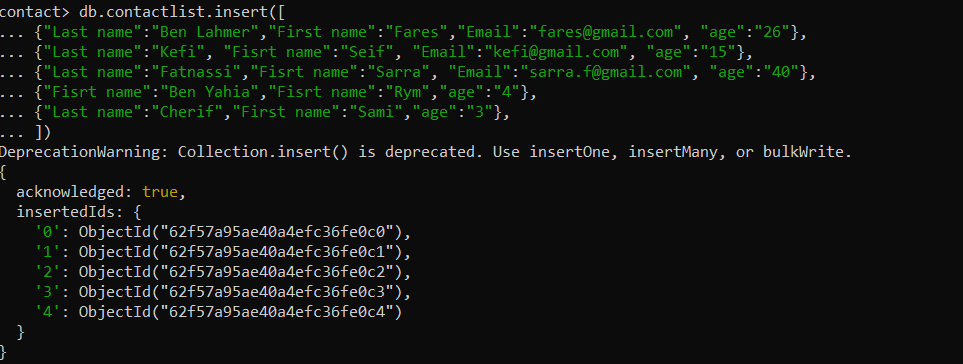 contact> db.contactlist.insert([
... {"Last name":"Ben Lahmer","First name":"Fares","Email":"fares@gmail.com", "age":"26"},
... {"Last name":"Kefi", "Fisrt name":"Seif", "Email":"kefi@gmail.com", "age":"15"},
... {"Last name":"Fatnassi","Fisrt name":"Sarra", "Email":"sarra.f@gmail.com", "age":"40"},
... {"Fisrt name":"Ben Yahia","Fisrt name":"Rym","age":"4"},
... {"Last name":"Cherif","First name":"Sami","age":"3"},
... ])
DeprecationWarning: Collection.insert() is deprecated. Use insertOne, insertMany, or bulkWrite.
{
  acknowledged: true,
  insertedIds: {
    '0': ObjectId("62f57a95ae40a4efc36fe0c0"),
    '1': ObjectId("62f57a95ae40a4efc36fe0c1"),
    '2': ObjectId("62f57a95ae40a4efc36fe0c2"),
    '3': ObjectId("62f57a95ae40a4efc36fe0c3"),
    '4': ObjectId("62f57a95ae40a4efc36fe0c4")
  }
}